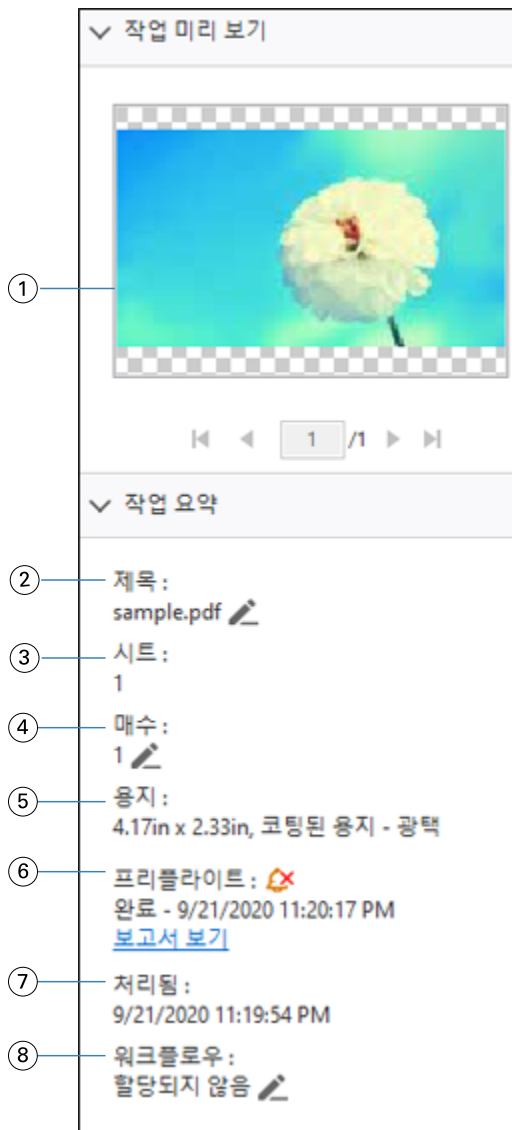 작업 미리 보기
1
1 /1
작업 요약
2 제목 :
sample.pdf
3 시트 :
1
4 매수 :
1
5 용지 :
4.17in x 2.33in, 코팅된 용지 - 광택
6 프리플라이트 :
완료 - 9/21/2020 11:20:17 PM
보고서 보기
7 처리됨 :
9/21/2020 11:19:54 PM
8 워크플로우 :
할당되지 않음